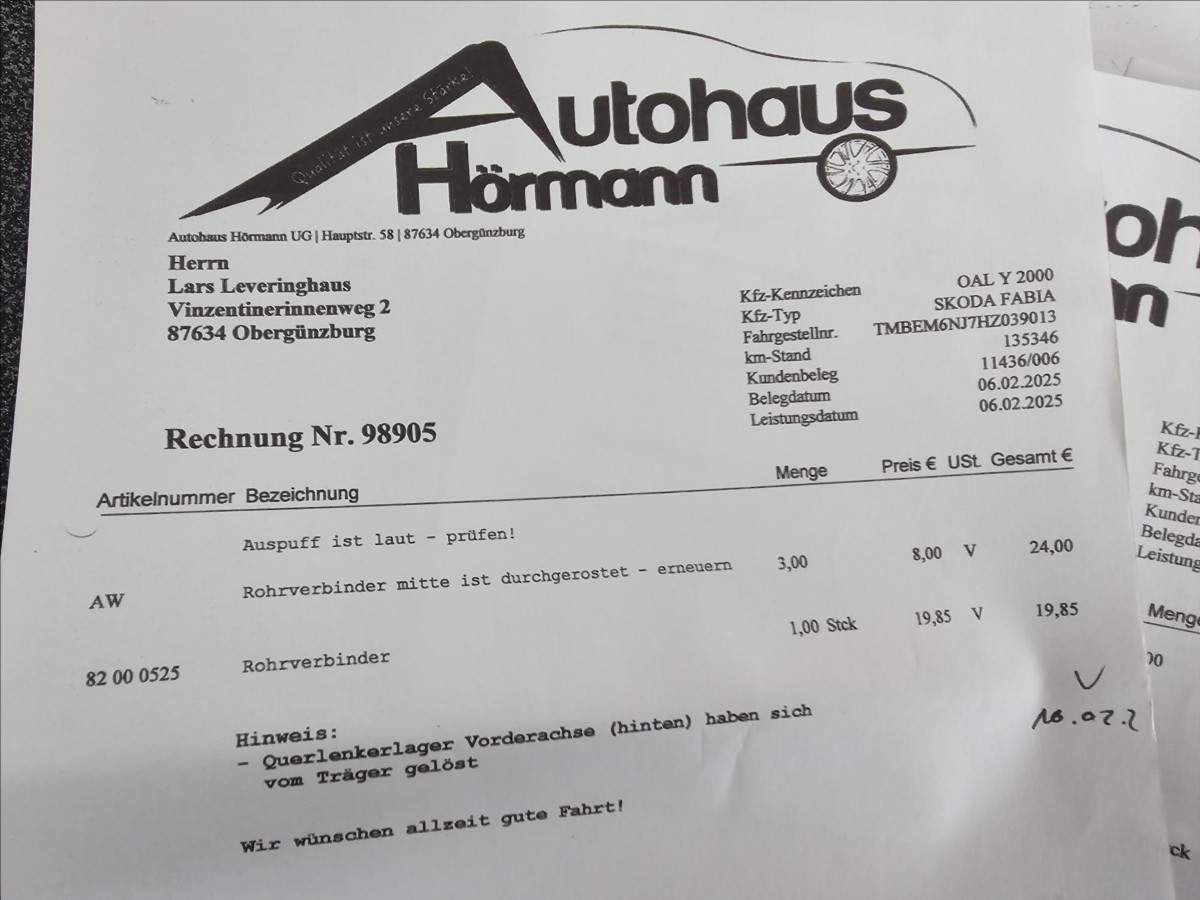 Qualität ist unsere Stärke!
Autohaus
Hörmann
Autohaus Hörmann UG | Hauptstr. 58 | 87634 Obergünzburg
Herrn
Lars Leveringhaus
Vinzentinerinnenweg 2
87634 Obergünzburg
Kfz-Kennzeichen OAL Y 2000
Kfz-Typ SKODA FABIA
Fahrgestellnr. TMBEM6NJ7HZ039013
km-Stand 135346
Kundenbeleg 11436/006
Belegdatum 06.02.2025
Leistungsdatum 06.02.2025
Rechnung Nr. 98905
Artikelnummer Bezeichnung Menge Preis € USt. Gesamt €
Auspuff ist laut - prüfen!
AW Rohrverbinder mitte ist durchgerostet - erneuern 3,00 8,00 V 24,00
82 00 0525 Rohrverbinder 1,00 Stck 19,85 V 19,85
Hinweis:
- Querlenkerlager Vorderachse (hinten) haben sich
vom Träger gelöst
Wir wünschen allzeit gute Fahrt!
oh
nn
Kfz-
Kfz-T
Fahrge
km-Sta
Kunden
Belegda
Leistung
Menge
00
ck